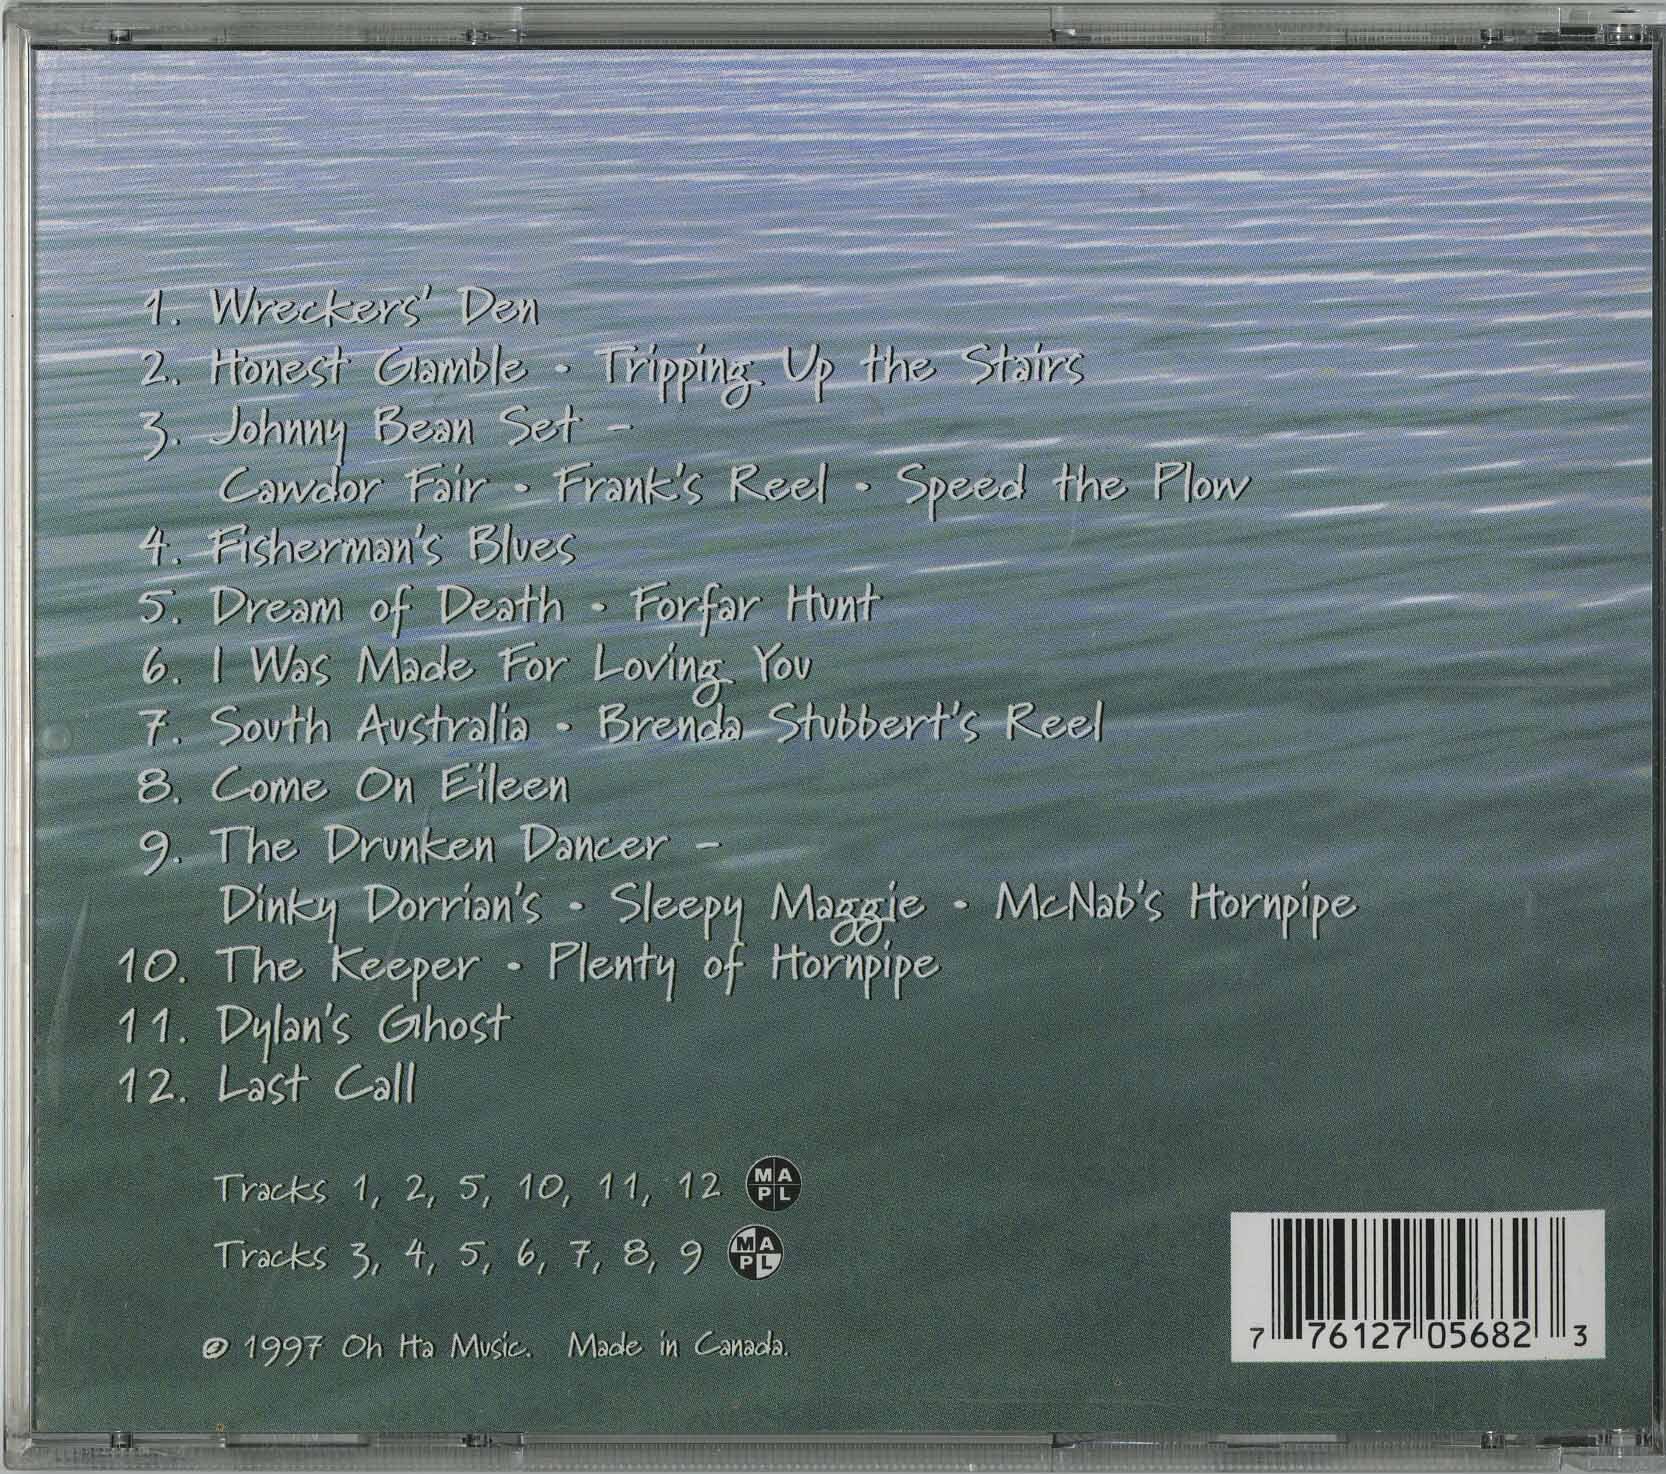 1. Wreckers' Den
2. Honest Gamble • Tripping Up the Stairs
3. Johnny Bean Set –
Cawdor Fair • Frank's Reel • Speed the Plow
4. Fisherman's Blues
5. Dream of Death • Forfar Hunt
6. I Was Made For Loving You
7. South Australia • Brenda Stubbert's Reel
8. Come On Eileen
9. The Drunken Dancer –
Dinky Dorrian's • Sleepy Maggie • McNab's Hornpipe
10. The Keeper • Plenty of Hornpipe
11. Dylan's Ghost
12. Last Call
Tracks 1, 2, 5, 10, 11, 12 MAPL
Tracks 3, 4, 5, 6, 7, 8, 9 MAPL
℗ 1997 Oh Ha Music. Made in Canada.
7 76127 05682 3